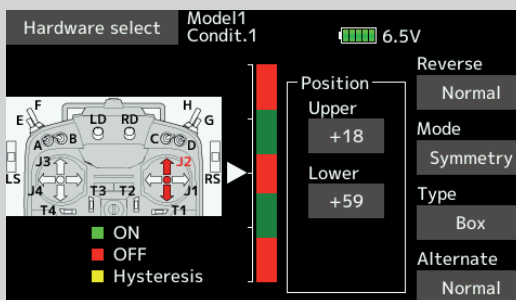 Hardware select
Model1
Condit.1
6.5V
F
H
E
LD
RD
G
A
B
C
D
J3
J2
LS
RS
J4
T3
T2
J1
T4
T1
ON
OFF
Hysteresis
Position
Upper
+18
Lower
+59
Reverse
Normal
Mode
Symmetry
Type
Box
Alternate
Normal